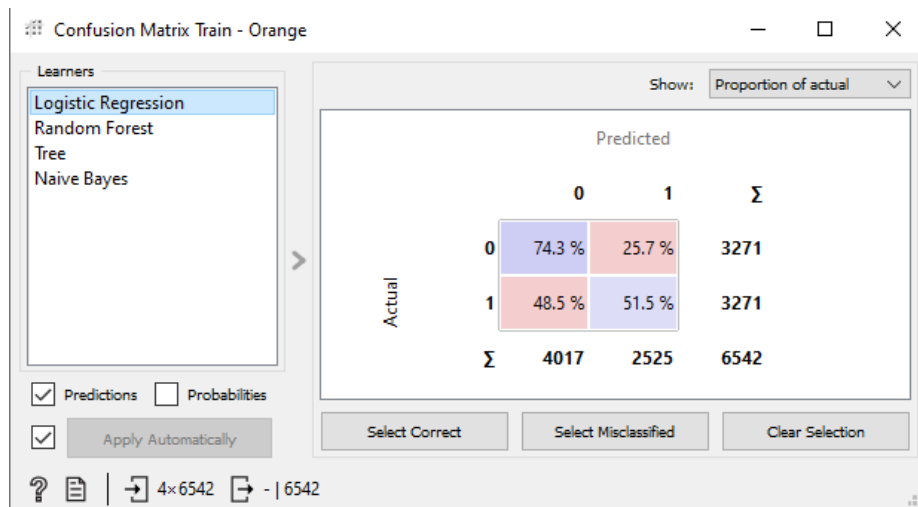 Confusion Matrix Train - Orange
Learners
Logistic Regression
Random Forest
Tree
Naive Bayes
Predictions Probabilities
Apply Automatically
Show: Proportion of actual
Predicted
0 1 Σ
Actual
0 74.3 % 25.7 % 3271
1 48.5 % 51.5 % 3271
Σ 4017 2525 6542
Select Correct Select Misclassified Clear Selection
? 4×6542 - | 6542